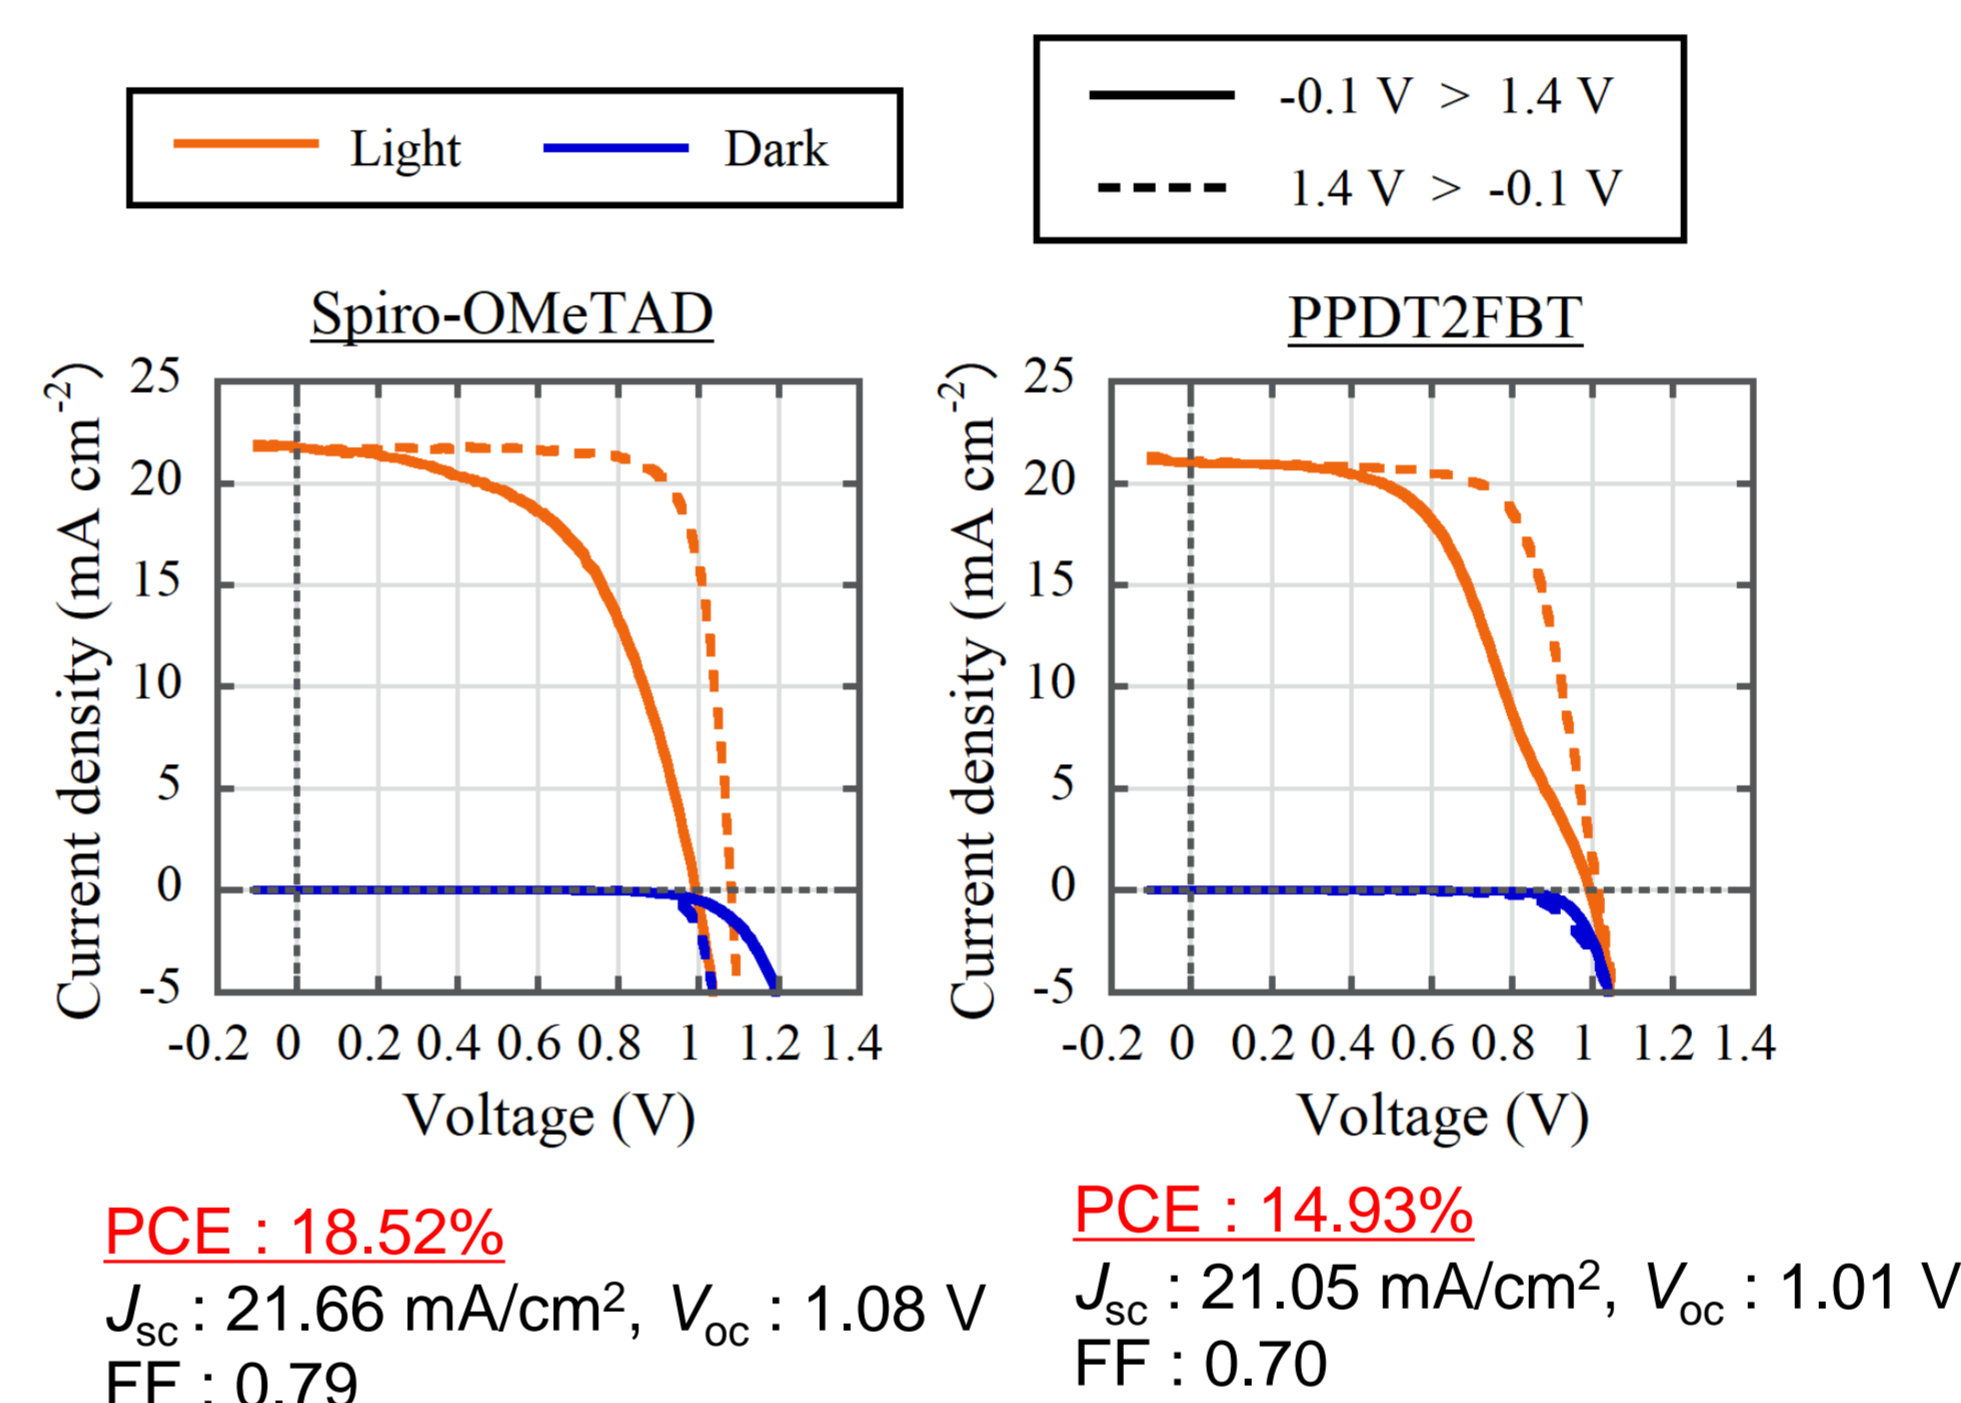 Light Dark
-0.1 V > 1.4 V
1.4 V > -0.1 V
Spiro-OMeTAD
Current density (mA cm⁻²)
25
20
15
10
5
0
-5
-0.2 0 0.2 0.4 0.6 0.8 1 1.2 1.4
Voltage (V)
PCE : 18.52%
Jsc : 21.66 mA/cm², Voc : 1.08 V
FF : 0.79
PPDT2FBT
Current density (mA cm⁻²)
25
20
15
10
5
0
-5
-0.2 0 0.2 0.4 0.6 0.8 1 1.2 1.4
Voltage (V)
PCE : 14.93%
Jsc : 21.05 mA/cm², Voc : 1.01 V
FF : 0.70